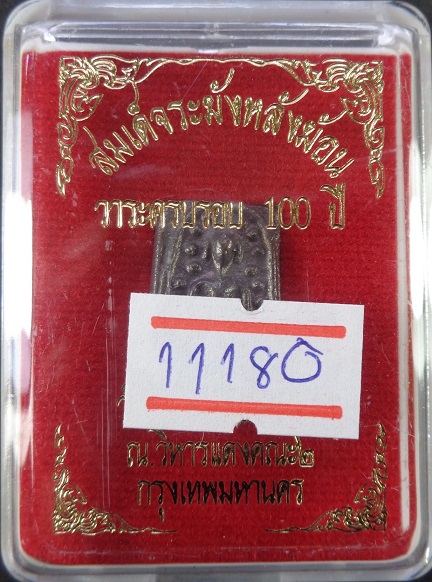 สมเด็จระฆังหลังฆ้อน
วาระครบรอบ 100 ปี
11180
ณ.วิหารแดงคณะ๒
กรุงเทพมหานคร